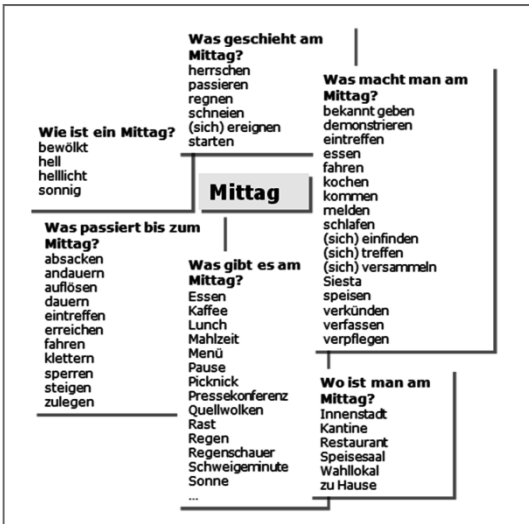 Was geschieht am
Mittag?
herrschen
passieren
regnen
schneien
(sich) ereignen
starten
Was macht man am
Mittag?
bekannt geben
demonstrieren
eintreffen
essen
fahren
kochen
kommen
melden
schlafen
(sich) einfinden
(sich) treffen
(sich) versammeln
Siesta
speisen
verkünden
verfassen
verpflegen
Wie ist ein Mittag?
bewölkt
hell
helllicht
sonnig
Mittag
Was passiert bis zum
Mittag?
absacken
andauern
auflösen
dauern
eintreffen
erreichen
fahren
klettern
sperren
steigen
zulegen
Was gibt es am
Mittag?
Essen
Kaffee
Lunch
Mahlzeit
Menü
Pause
Picknick
Pressekonferenz
Quellwolken
Rast
Regen
Regenschauer
Schweigeminute
Sonne
...
Wo ist man am
Mittag?
Innenstadt
Kantine
Restaurant
Speisesaal
Wahllokal
zu Hause